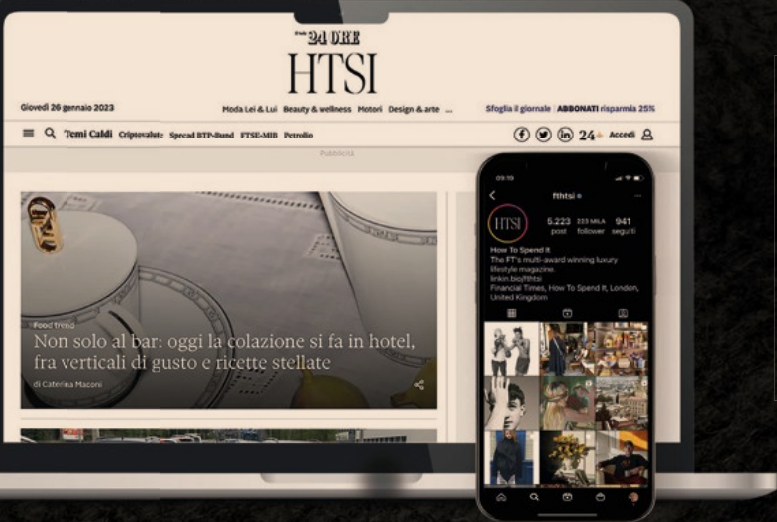 24 ORE
HTSI
Giovedì 26 gennaio 2023
Moda Lei & Lui Beauty & wellness Motori Design & arte ...
Sfoglia il giornale | ABBONATI risparmia 25%
Temi Caldi Criptovalute Spread BTP-Bund FTSE-MIB Petrolio
24+ Accedi
Pubblicità
Food trend
Non solo al bar: oggi la colazione si fa in hotel,
fra verticali di gusto e ricette stellate
di Caterina Maconi
09:19
fthtsi
HTSI
5.223 223 MILA 941
post follower seguiti
How To Spend It
The FT's multi-award winning luxury
lifestyle magazine.
linkin.bio/fthtsi
Financial Times, How To Spend It, London,
United Kingdom